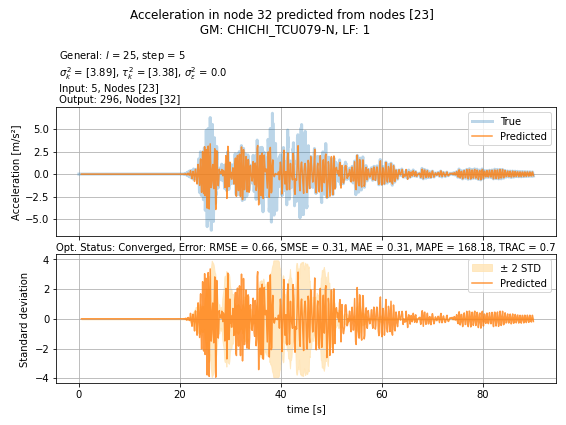 Acceleration in node 32 predicted from nodes [23]
GM: CHICHI_TCU079-N, LF: 1
General: l = 25, step = 5
σ²ₖ = [3.89], τ²ₖ = [3.38], σ²ε = 0.0
Input: 5, Nodes [23]
Output: 296, Nodes [32]
Acceleration [m/s²]
5.0
2.5
0.0
−2.5
−5.0
True
Predicted
Opt. Status: Converged, Error: RMSE = 0.66, SMSE = 0.31, MAE = 0.31, MAPE = 168.18, TRAC = 0.7
Standard deviation
4
2
0
−2
−4
± 2 STD
Predicted
0 20 40 60 80
time [s]